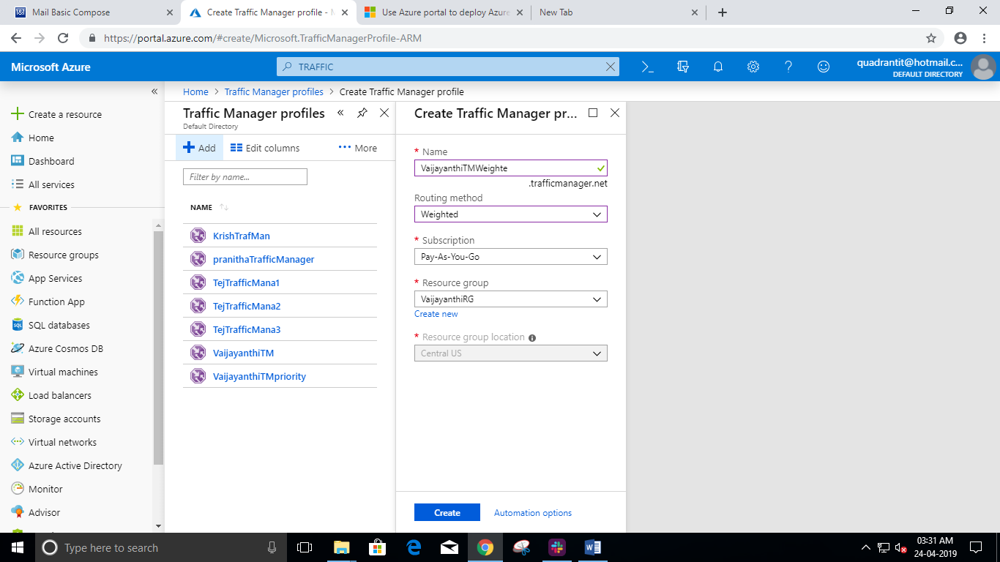 Mail Basic Compose
Create Traffic Manager profile - M
Use Azure portal to deploy Azure
New Tab
https://portal.azure.com/#create/Microsoft.TrafficManagerProfile-ARM
Microsoft Azure
TRAFFIC
quadrantit@hotmail.c...
DEFAULT DIRECTORY
Home > Traffic Manager profiles > Create Traffic Manager profile
Create a resource
Home
Dashboard
All services
FAVORITES
All resources
Resource groups
App Services
Function App
SQL databases
Azure Cosmos DB
Virtual machines
Load balancers
Storage accounts
Virtual networks
Azure Active Directory
Monitor
Advisor
Traffic Manager profiles
Default Directory
Add
Edit columns
More
Filter by name...
NAME
KrishTrafMan
pranithaTrafficManager
TejTrafficMana1
TejTrafficMana2
TejTrafficMana3
VaijayanthiTM
VaijayanthiTMpriority
Create Traffic Manager pr...
* Name
VaijayanthiTMWeighte
.trafficmanager.net
Routing method
Weighted
* Subscription
Pay-As-You-Go
* Resource group
VaijayanthiRG
Create new
* Resource group location
Central US
Create
Automation options
Type here to search
03:31 AM
24-04-2019